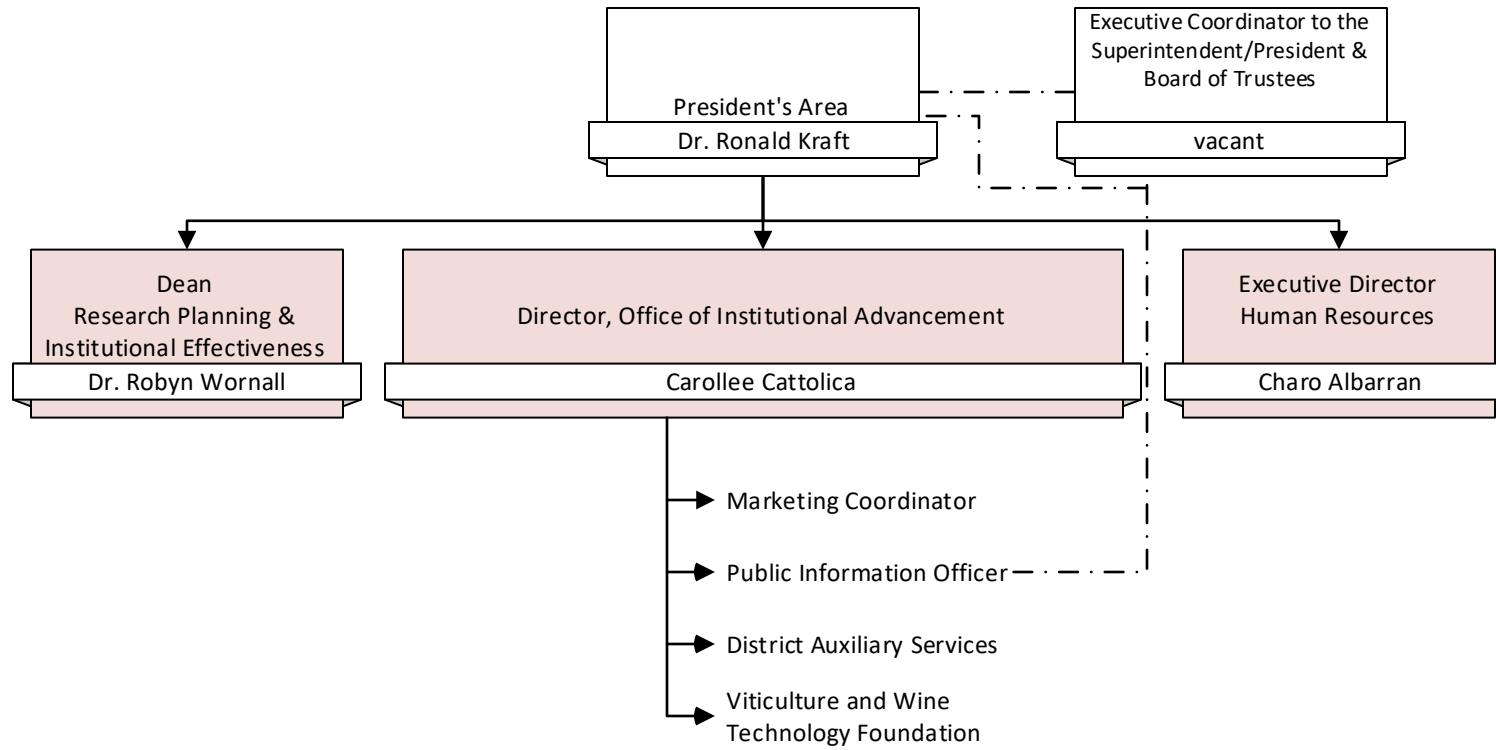 President's Area
Dr. Ronald Kraft
Executive Coordinator to the
Superintendent/President &
Board of Trustees
vacant
Dean
Research Planning &
Institutional Effectiveness
Dr. Robyn Wornall
Director, Office of Institutional Advancement
Carollee Cattolica
Executive Director
Human Resources
Charo Albarran
Marketing Coordinator
Public Information Officer
District Auxiliary Services
Viticulture and Wine
Technology Foundation